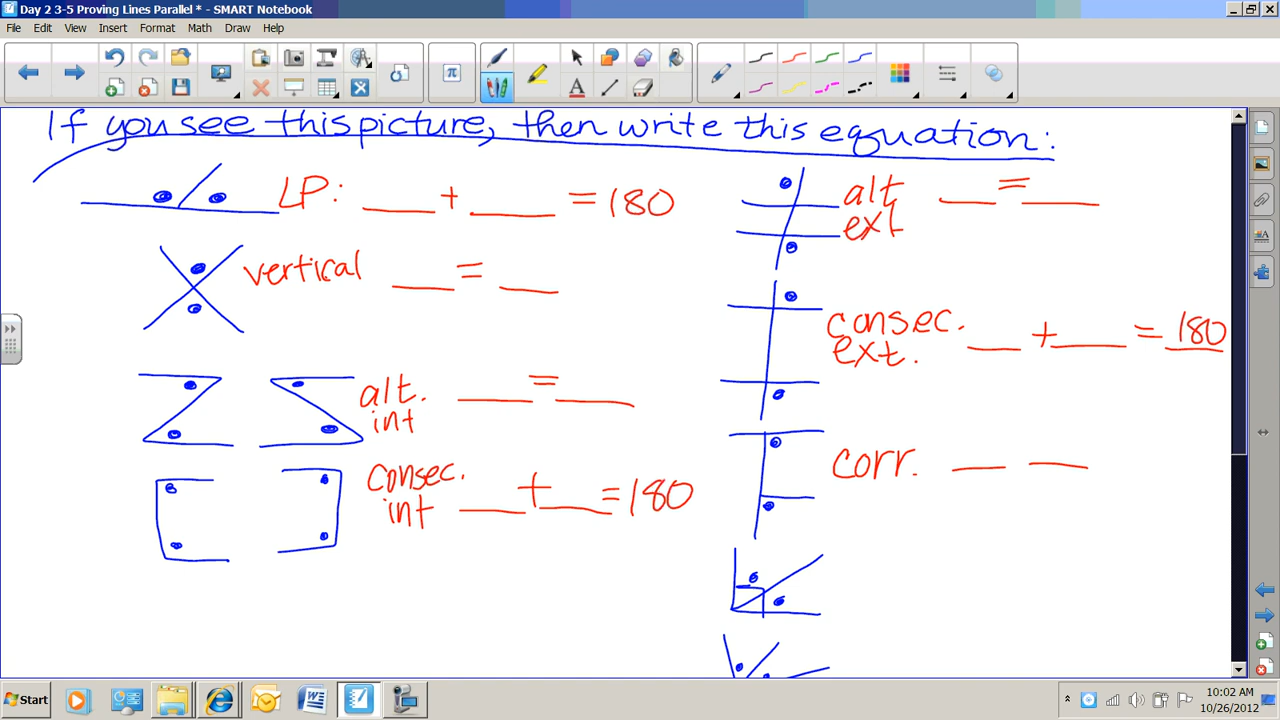 Day 2 3-5 Proving Lines Parallel * - SMART Notebook
File Edit View Insert Format Math Draw Help
If you see this picture, then write this equation:
LP: ___ + ___ = 180
vertical ___ = ___
alt. int ___ = ___
consec. int ___ + ___ = 180
alt ext ___ = ___
consec. ext. ___ + ___ = 180
corr. ___ ___
Start
10:02 AM
10/26/2012